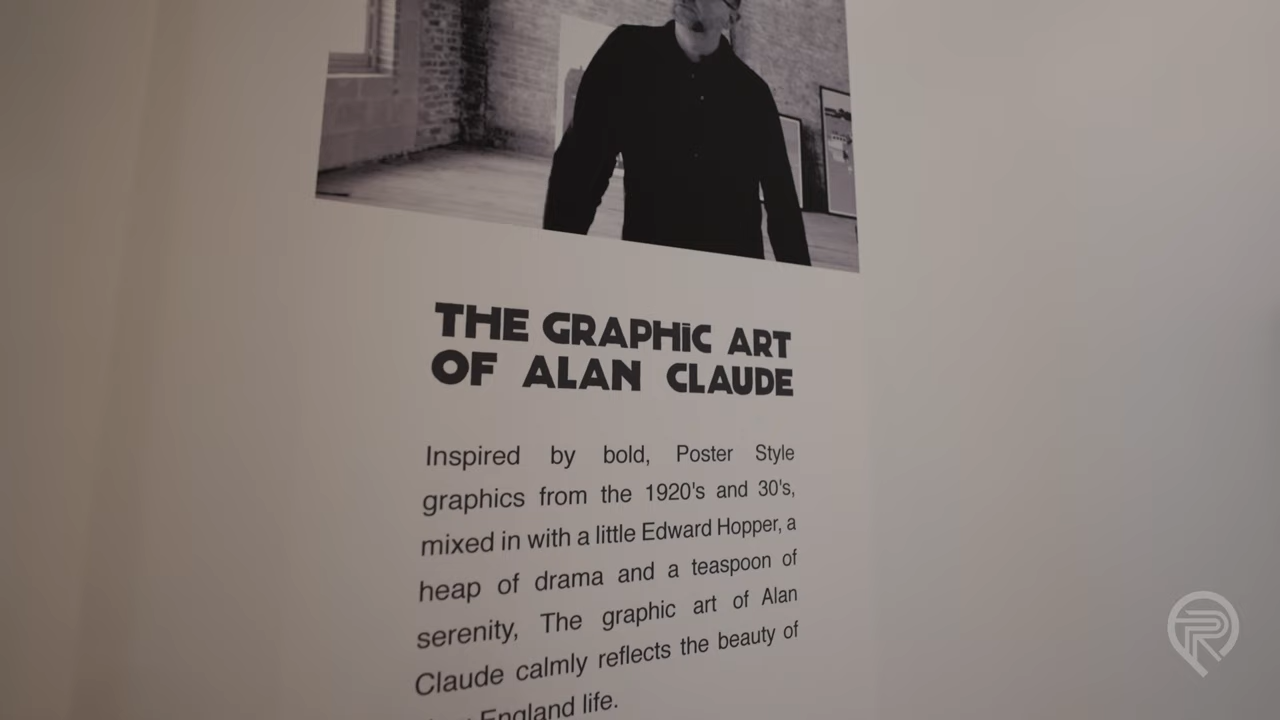 THE GRAPHIC ART
OF ALAN CLAUDE
Inspired by bold, Poster Style
graphics from the 1920's and 30's,
mixed in with a little Edward Hopper, a
heap of drama and a teaspoon of
serenity, The graphic art of Alan
Claude calmly reflects the beauty of
England life.